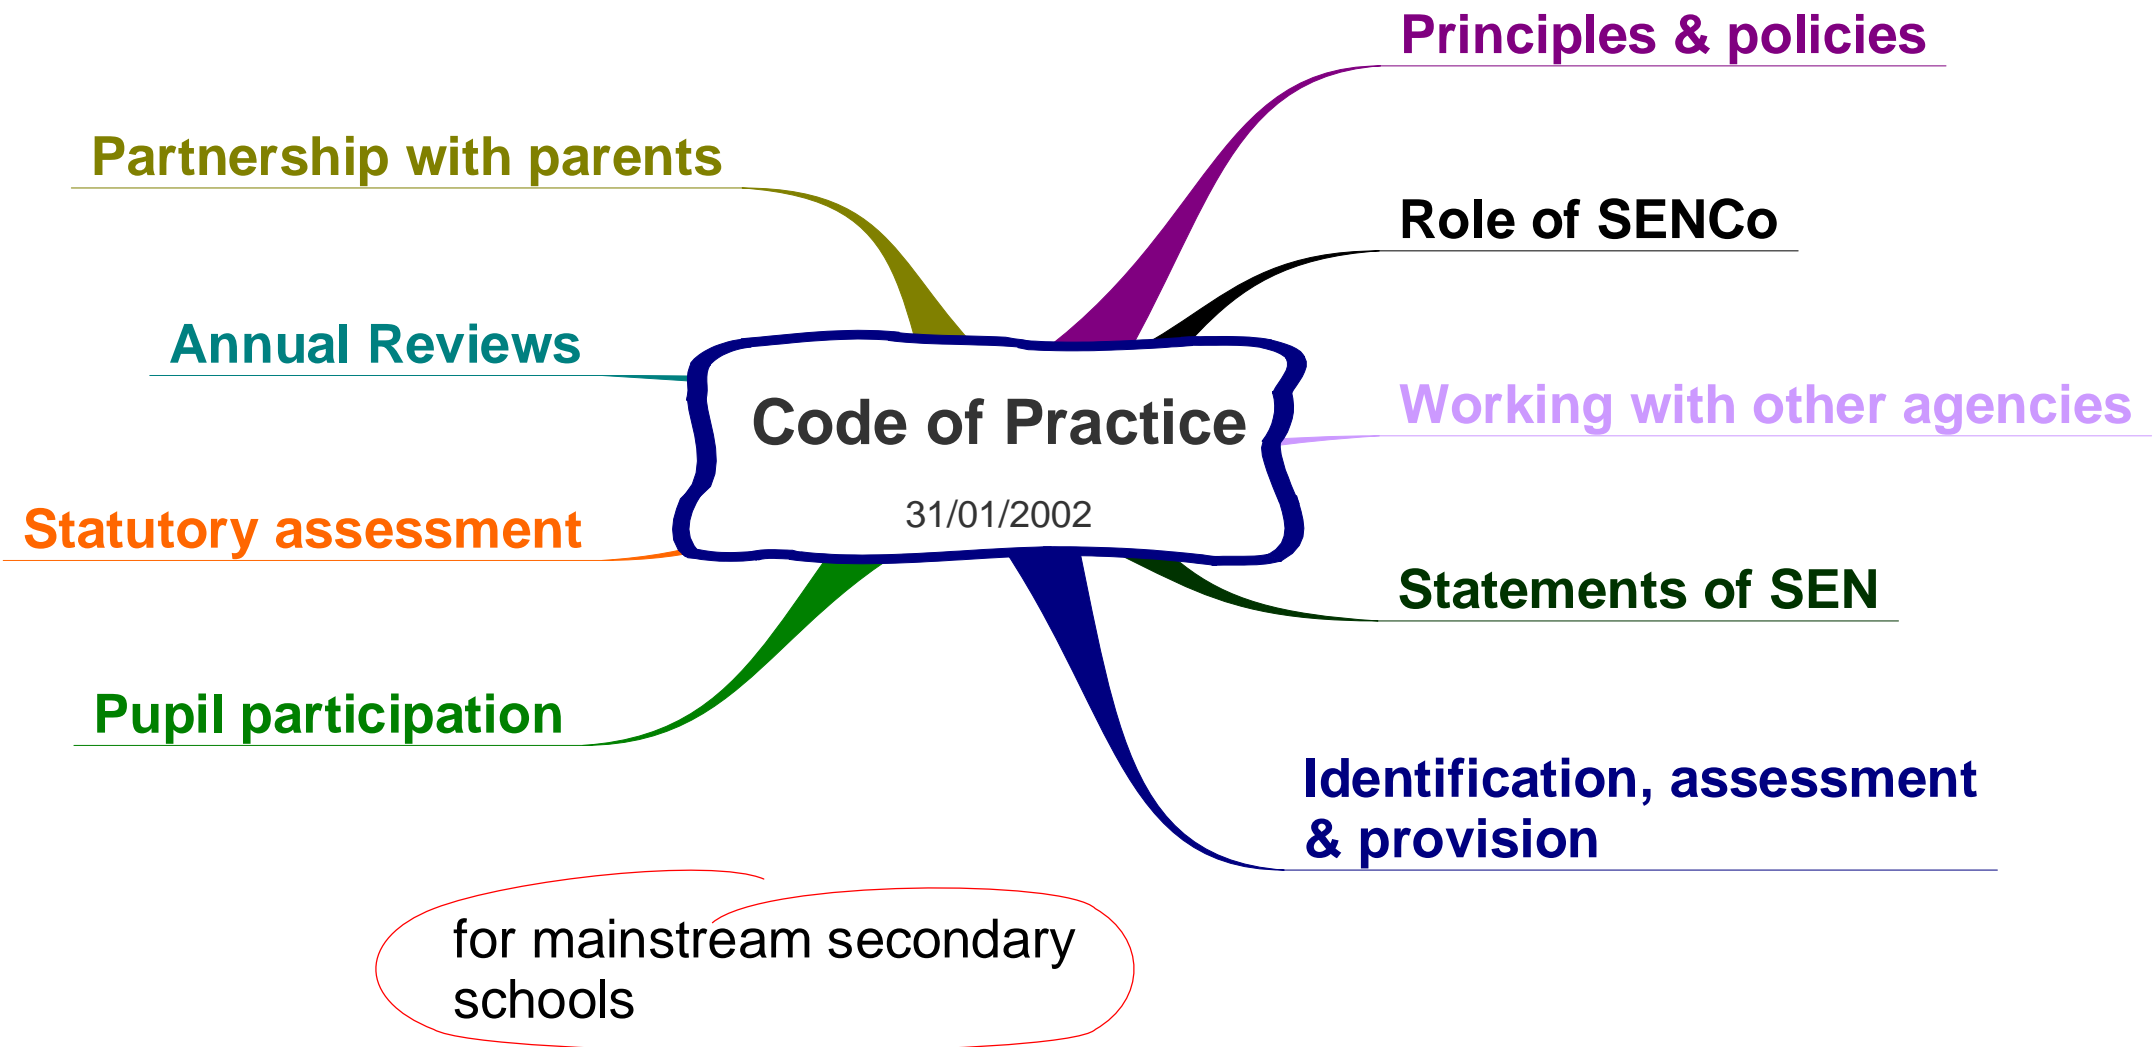 Principles & policies
Partnership with parents
Role of SENCo
Annual Reviews
Working with other agencies
Code of Practice
31/01/2002
Statutory assessment
Statements of SEN
Pupil participation
Identification, assessment
& provision
for mainstream secondary
schools